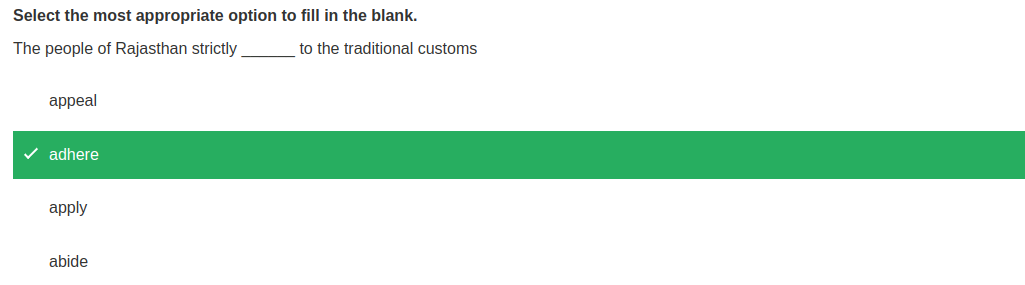 Select the most appropriate option to fill in the blank.
The people of Rajasthan strictly ______ to the traditional customs
appeal
adhere
apply
abide